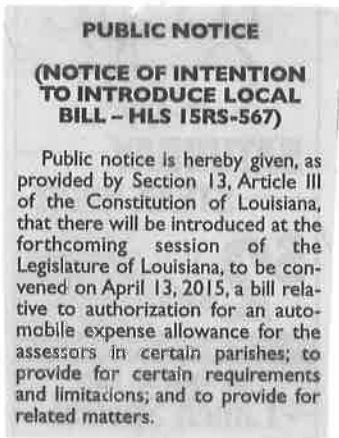 PUBLIC NOTICE
(NOTICE OF INTENTION
TO INTRODUCE LOCAL
BILL – HLS 15RS-567)
Public notice is hereby given, as
provided by Section 13, Article III
of the Constitution of Louisiana,
that there will be introduced at the
forthcoming session of the
Legislature of Louisiana, to be con-
vened on April 13, 2015, a bill rela-
tive to authorization for an auto-
mobile expense allowance for the
assessors in certain parishes; to
provide for certain requirements
and limitations; and to provide for
related matters.